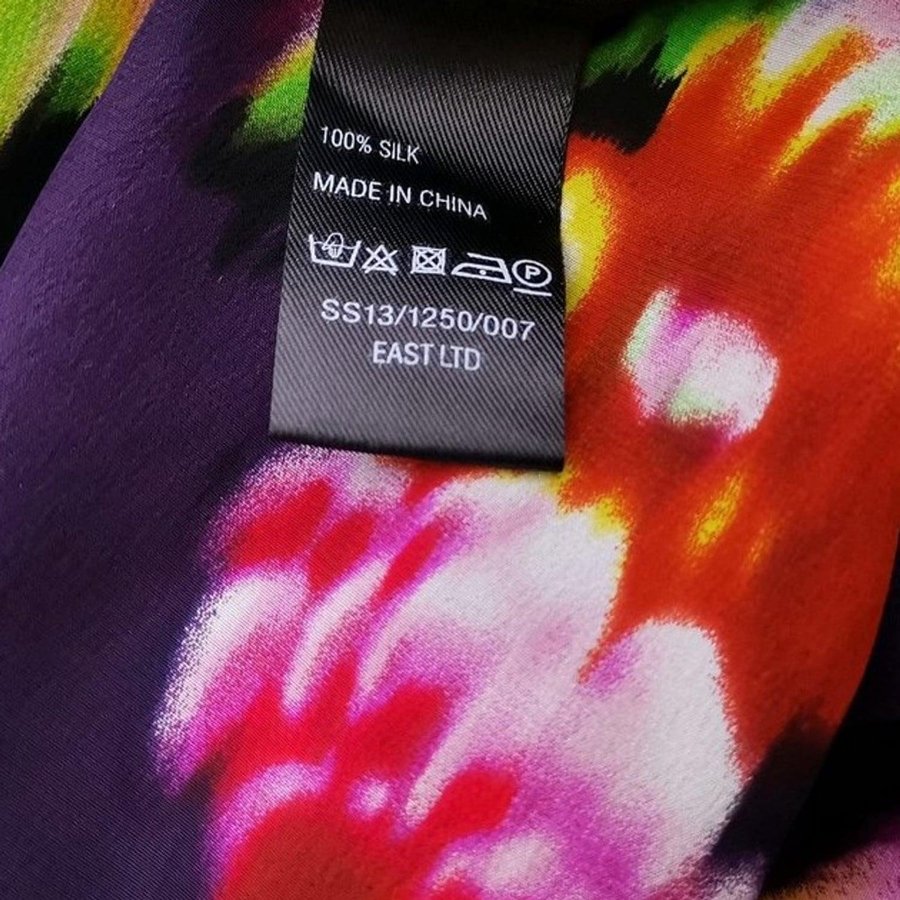 100% SILK
MADE IN CHINA
P
SS13/1250/007
EAST LTD